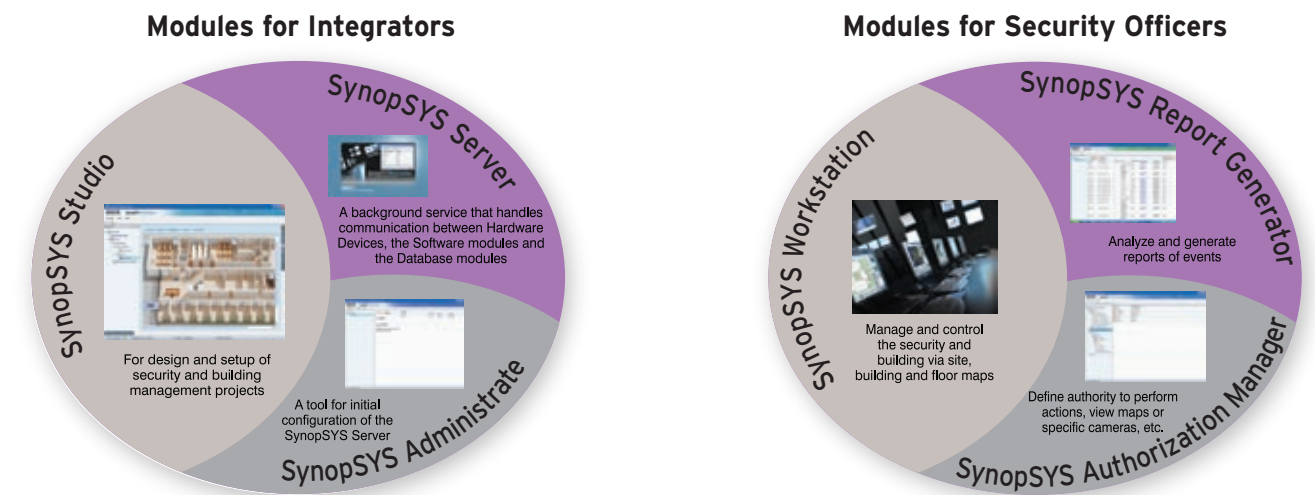 Modules for Integrators
SynopSYS Studio
For design and setup of
security and building
management projects
SynopSYS Server
A background service that handles
communication between Hardware
Devices, the Software modules and
the Database modules
A tool for initial
configuration of the
SynopSYS Server
SynopSYS Administrate
Modules for Security Officers
SynopSYS Workstation
Manage and control
the security and
building via site,
building and floor maps
SynopSYS Report Generator
Analyze and generate
reports of events
Define authority to perform
actions, view maps or
specific cameras, etc.
SynopSYS Authorization Manager